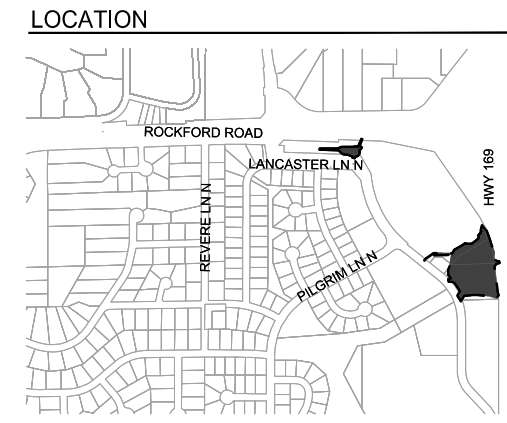 LOCATION
ROCKFORD ROAD
LANCASTER LN N
HWY 169
REVERE LN N
PILGRIM LN N